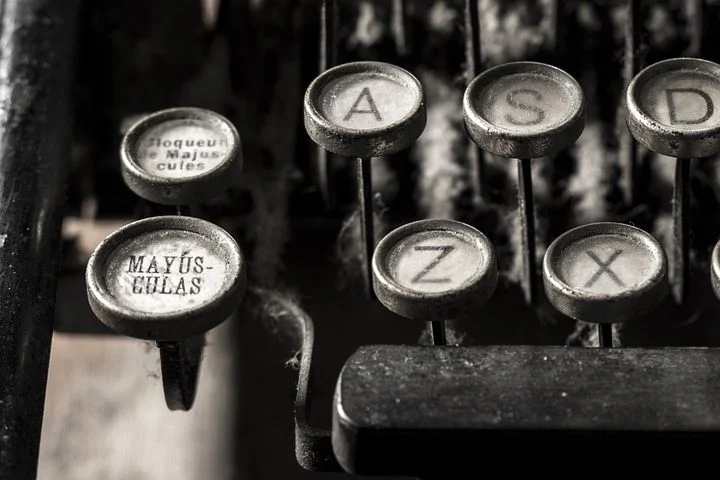 A S D
Bloqueur
de Majus-
cules
MAYÚS-
CULAS
Z X